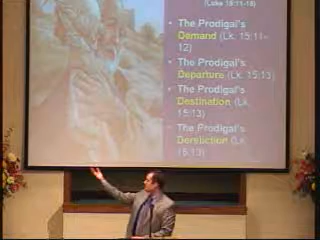 (Luke 15:11-16)
• The Prodigal's
Demand (Lk. 15:11-
12)
• The Prodigal's
Departure (Lk. 15:13)
• The Prodigal's
Destination (Lk.
15:13)
• The Prodigal's
Dereliction (Lk.
15:13)